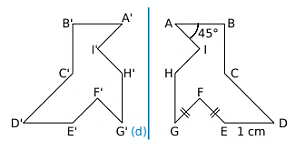 B' A' A B
I' 45° I
C' H' H C
F' F
D' E' G' (d) G E 1 cm D